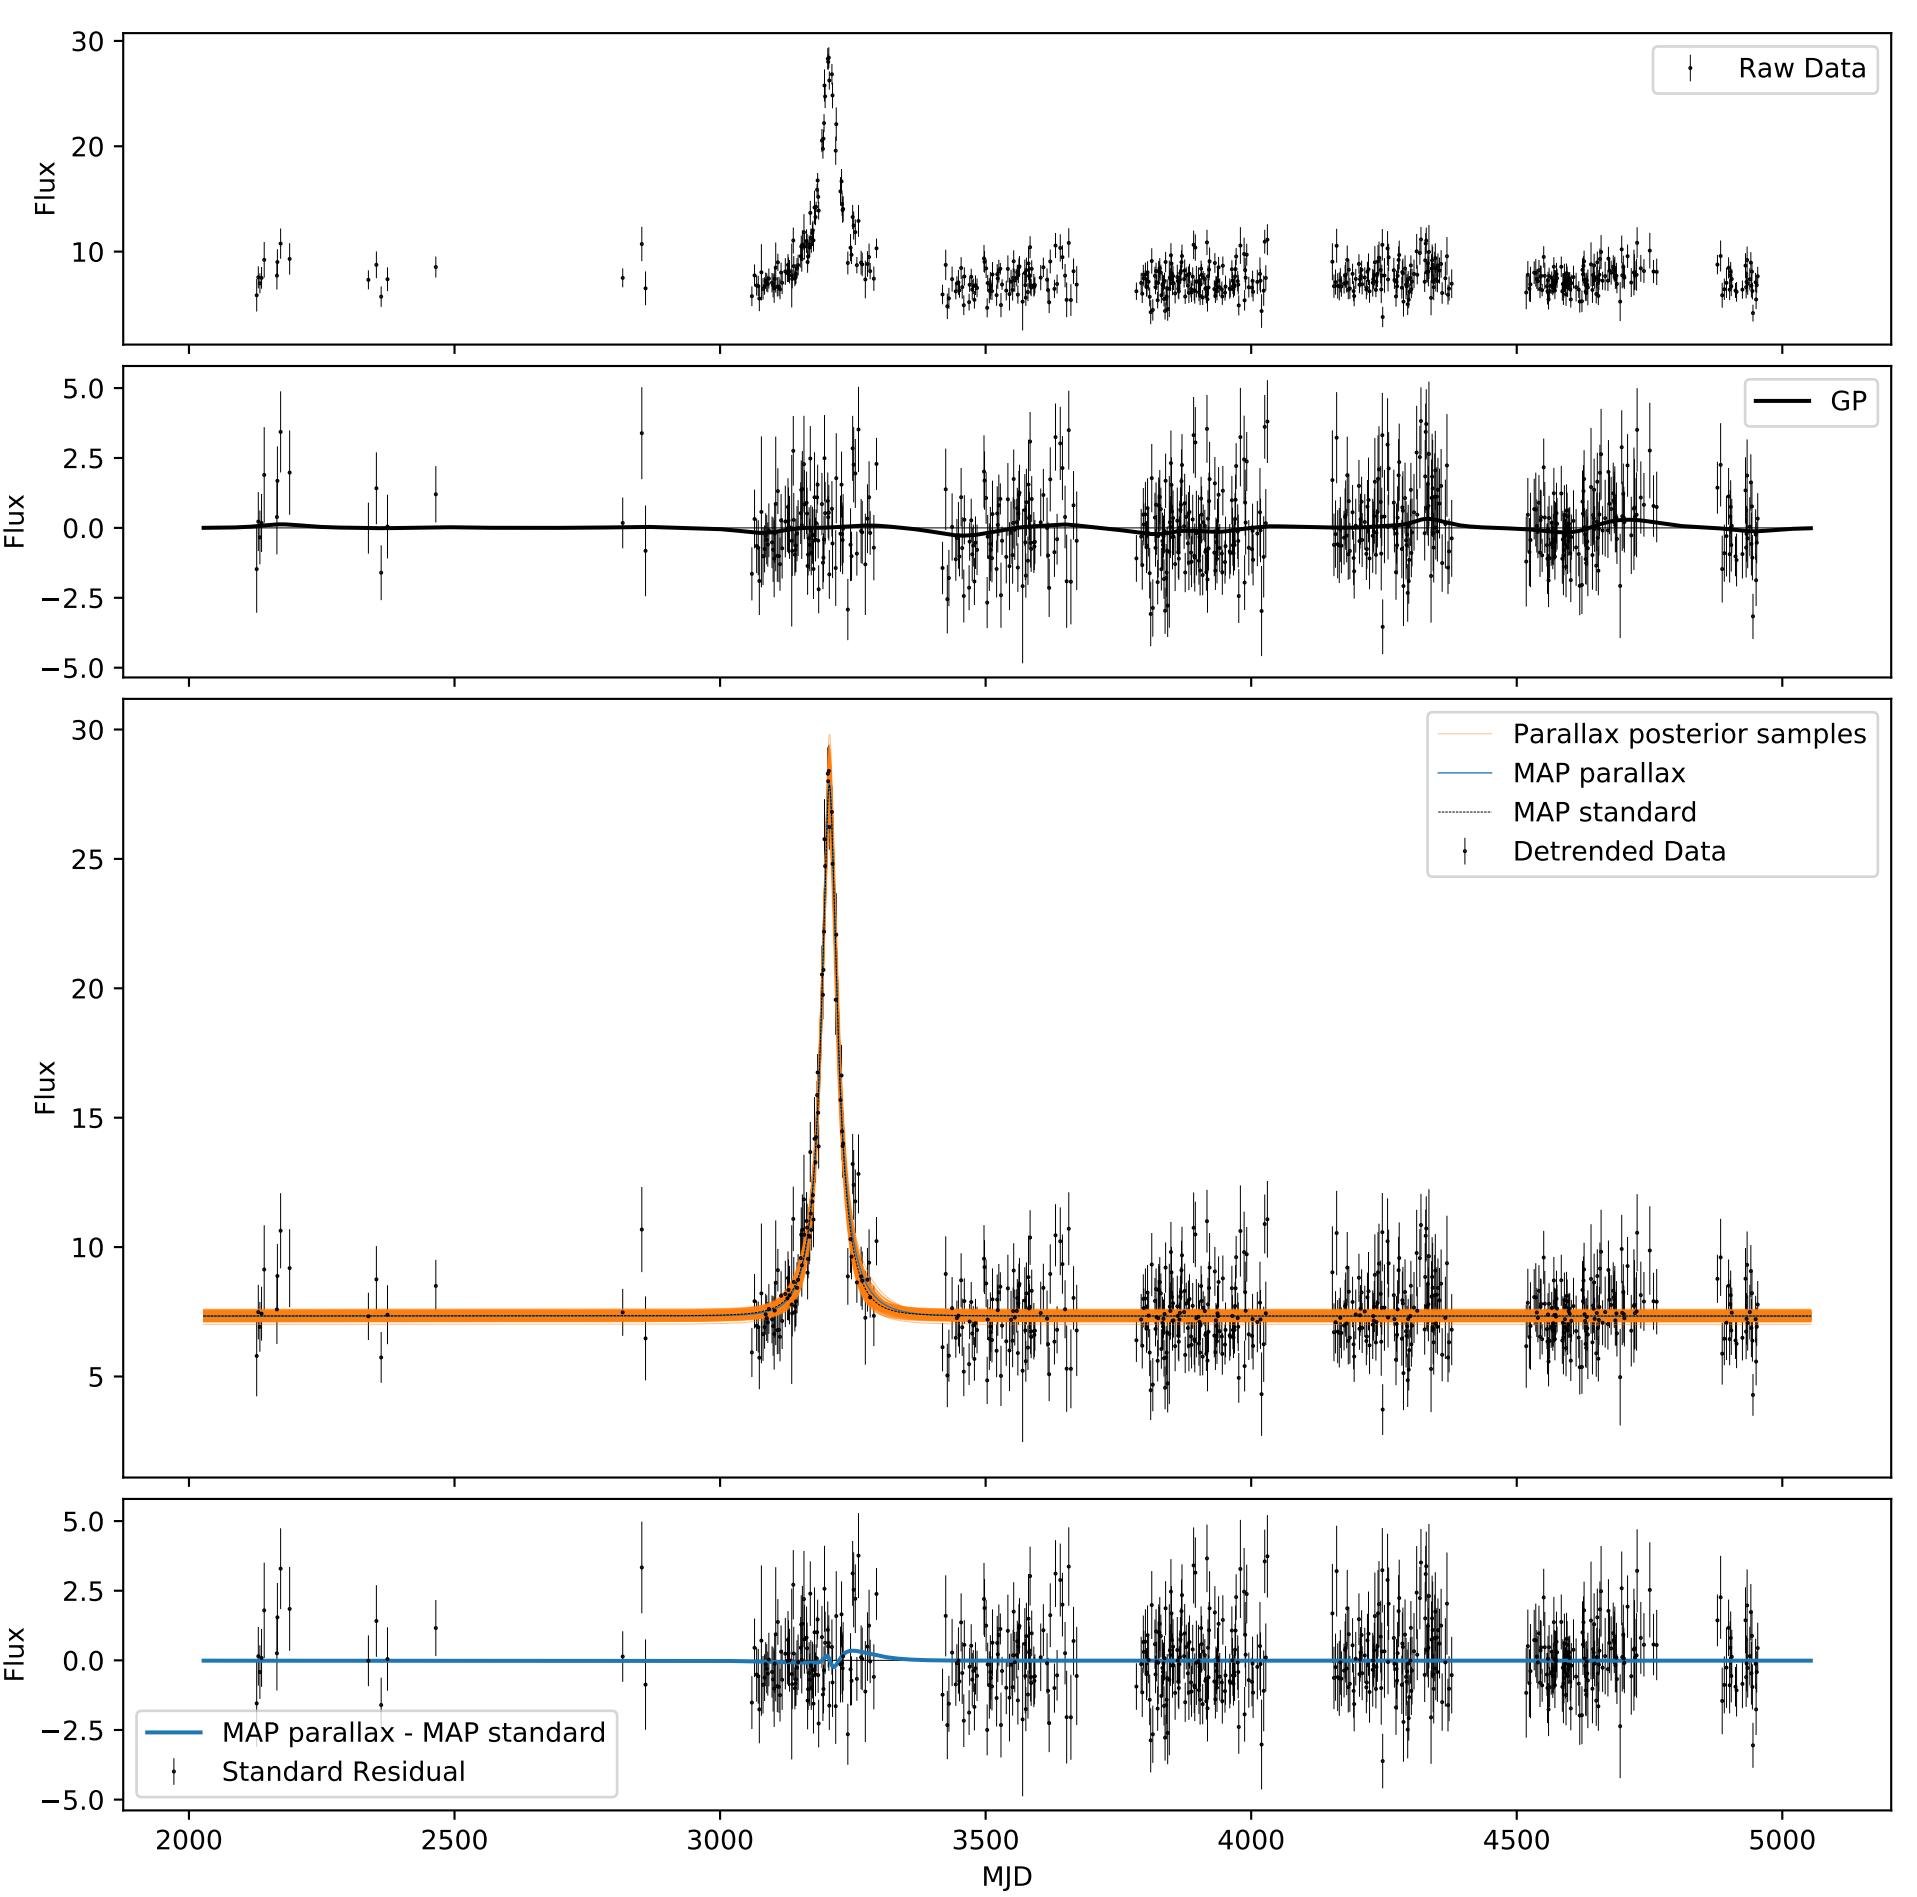 30
20
10
Flux
Raw Data
5.0
2.5
0.0
−2.5
−5.0
Flux
GP
30
25
20
15
10
5
Flux
Parallax posterior samples
MAP parallax
MAP standard
Detrended Data
5.0
2.5
0.0
−2.5
−5.0
Flux
MAP parallax - MAP standard
Standard Residual
2000 2500 3000 3500 4000 4500 5000
MJD